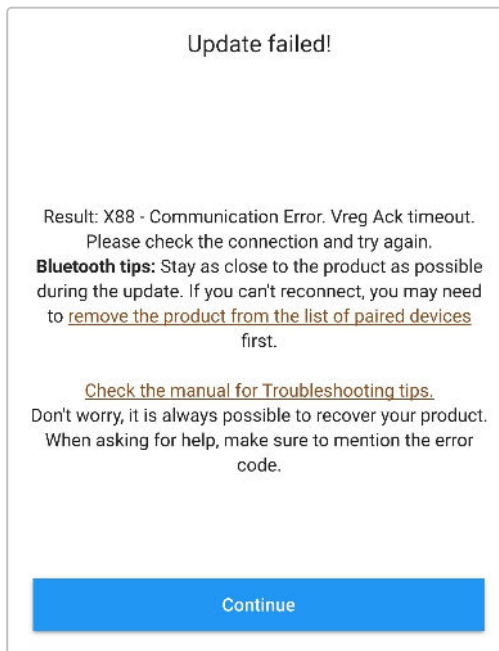 Update failed!
Result: X88 - Communication Error. Vreg Ack timeout.
Please check the connection and try again.
Bluetooth tips: Stay as close to the product as possible
during the update. If you can't reconnect, you may need
to remove the product from the list of paired devices
first.
Check the manual for Troubleshooting tips.
Don't worry, it is always possible to recover your product.
When asking for help, make sure to mention the error
code.
Continue